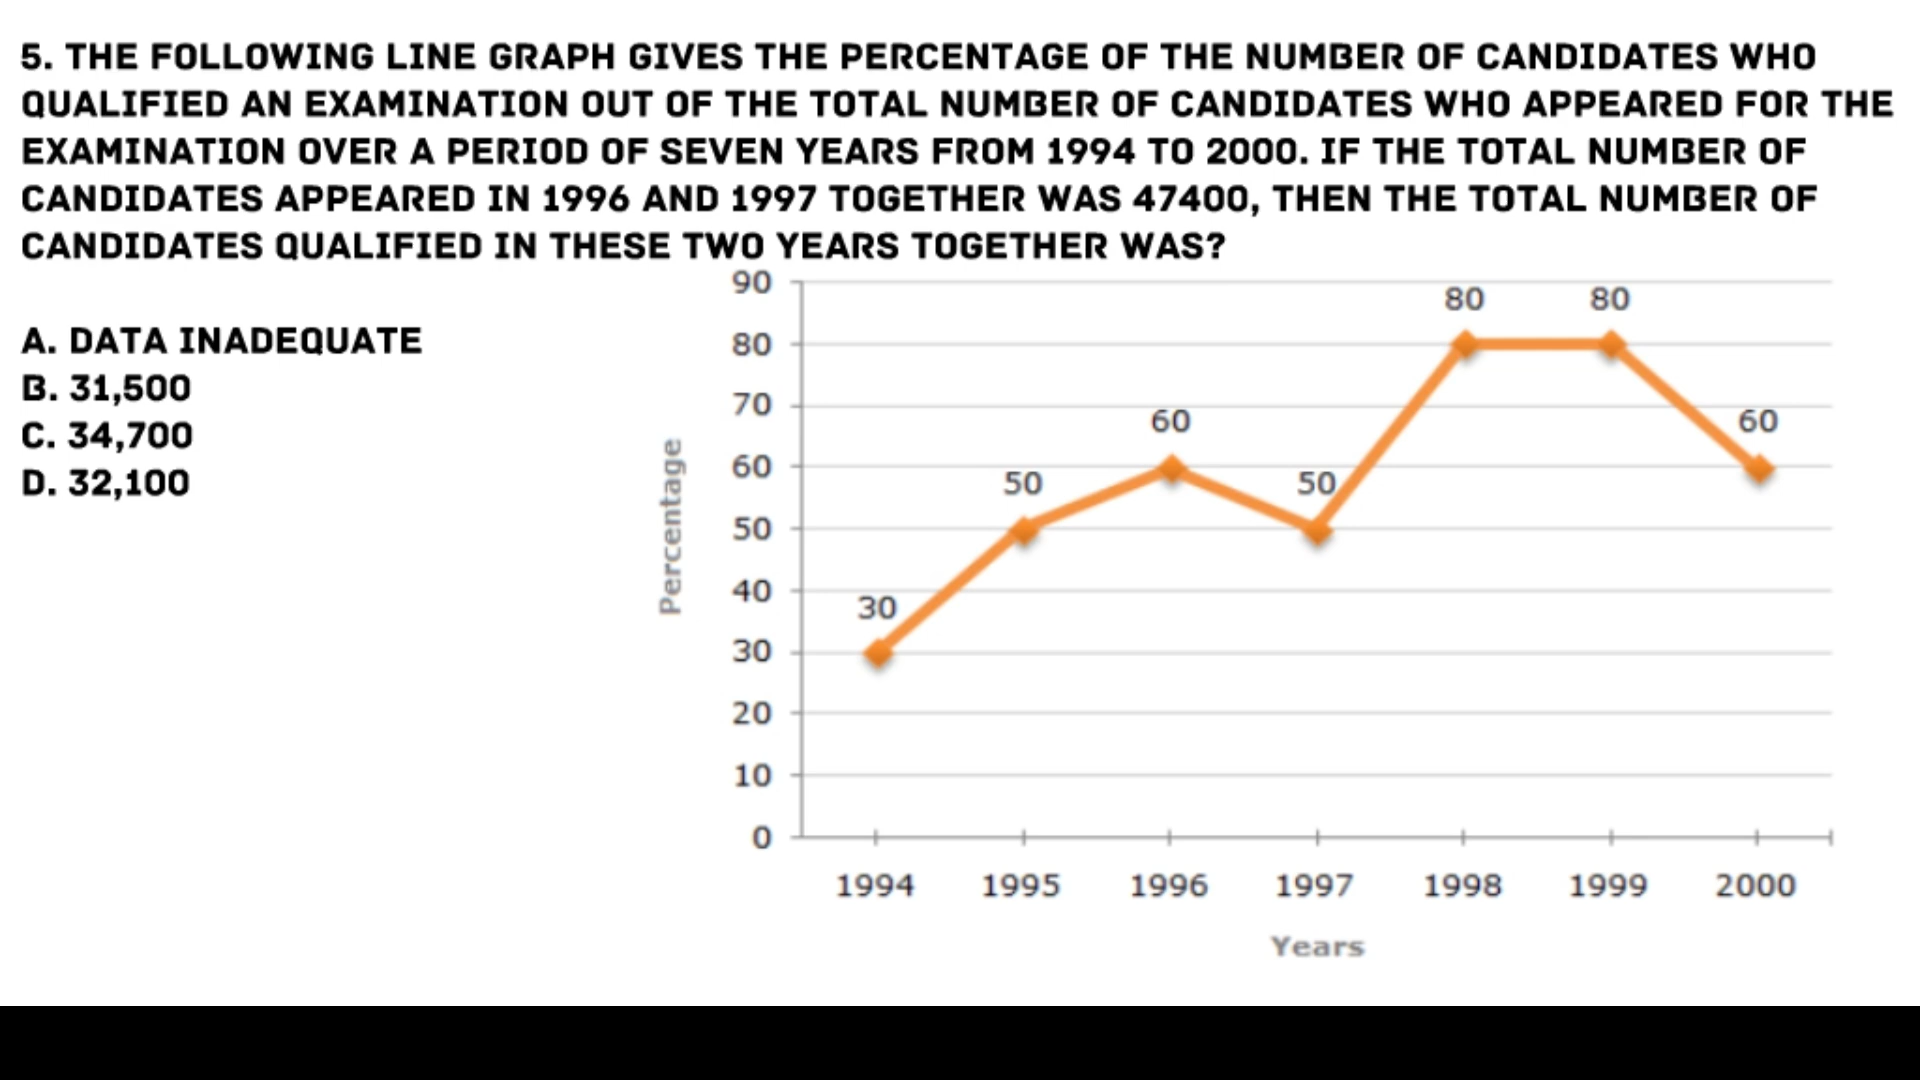 5. THE FOLLOWING LINE GRAPH GIVES THE PERCENTAGE OF THE NUMBER OF CANDIDATES WHO
QUALIFIED AN EXAMINATION OUT OF THE TOTAL NUMBER OF CANDIDATES WHO APPEARED FOR THE
EXAMINATION OVER A PERIOD OF SEVEN YEARS FROM 1994 TO 2000. IF THE TOTAL NUMBER OF
CANDIDATES APPEARED IN 1996 AND 1997 TOGETHER WAS 47400, THEN THE TOTAL NUMBER OF
CANDIDATES QUALIFIED IN THESE TWO YEARS TOGETHER WAS?
A. DATA INADEQUATE
B. 31,500
C. 34,700
D. 32,100
Percentage
90
80
70
60
50
40
30
20
10
0
30
50
60
50
80
80
60
1994 1995 1996 1997 1998 1999 2000
Years